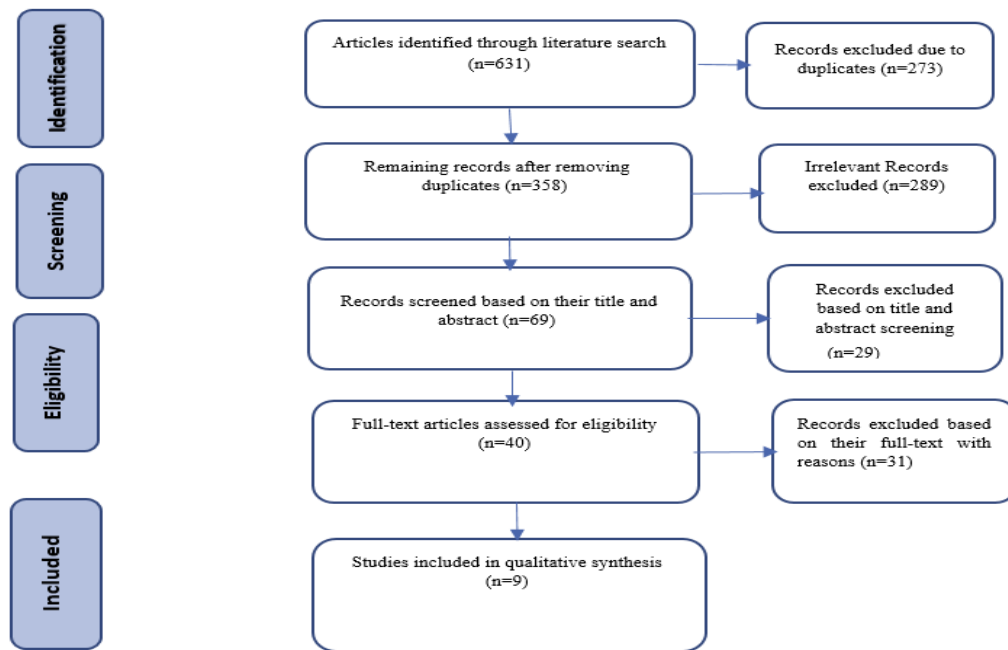 Identification
Articles identified through literature search
(n=631)
Records excluded due to
duplicates (n=273)
Screening
Remaining records after removing
duplicates (n=358)
Irrelevant Records
excluded (n=289)
Records screened based on their title and
abstract (n=69)
Records excluded
based on title and
abstract screening
(n=29)
Eligibility
Full-text articles assessed for eligibility
(n=40)
Records excluded based
on their full-text with
reasons (n=31)
Included
Studies included in qualitative synthesis
(n=9)